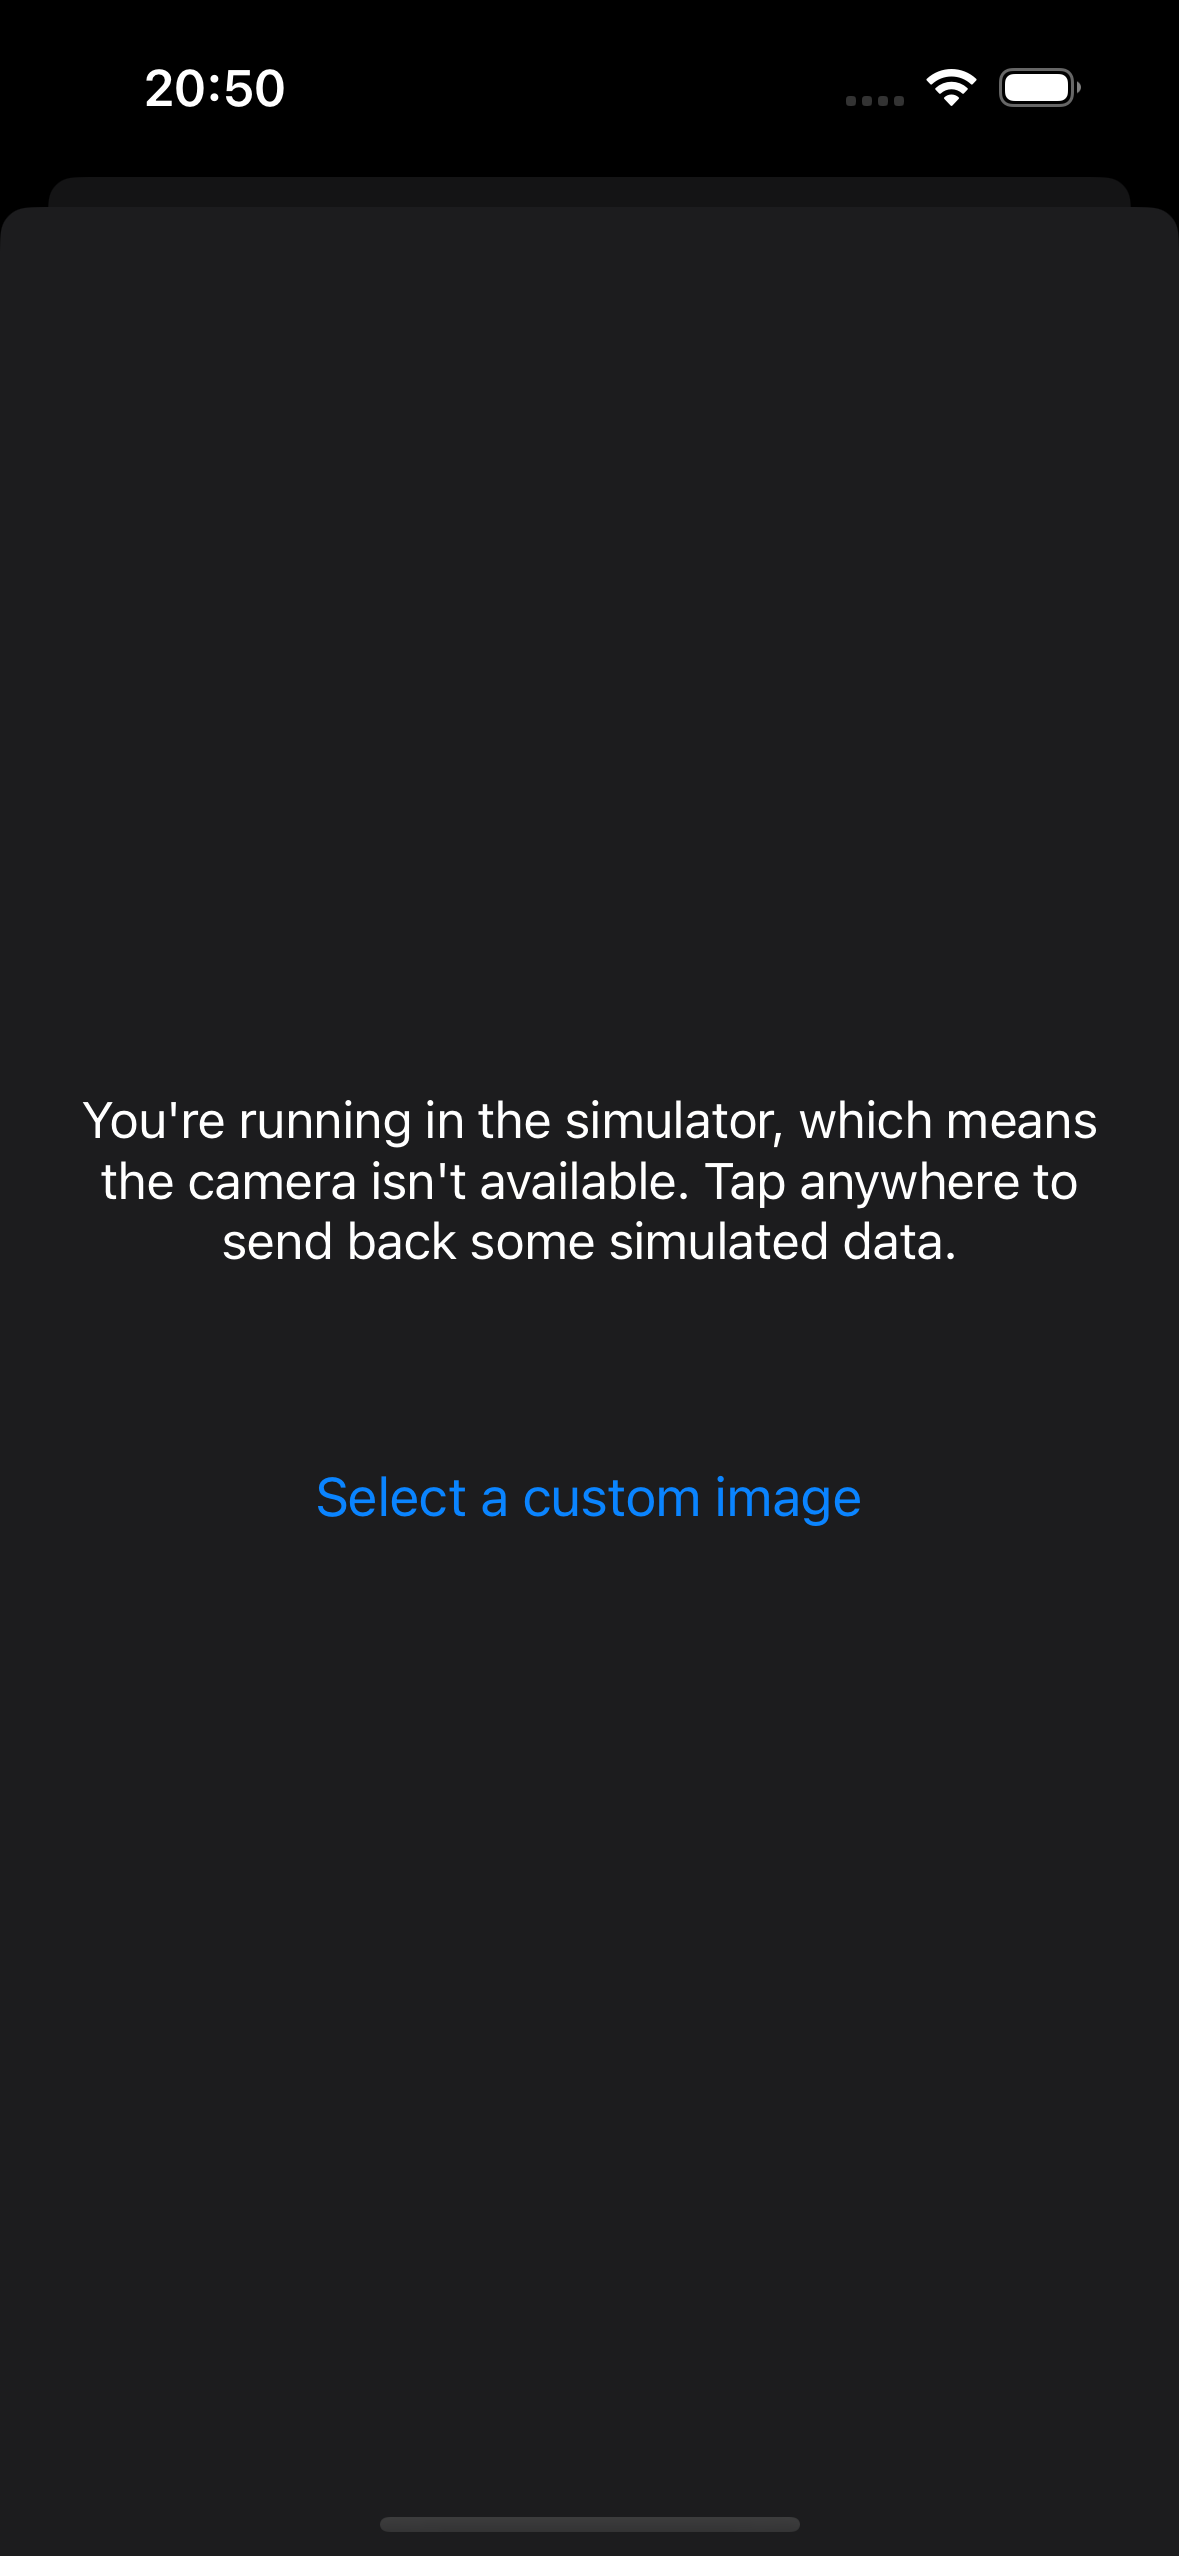 20:50
You're running in the simulator, which means
the camera isn't available. Tap anywhere to
send back some simulated data.
Select a custom image